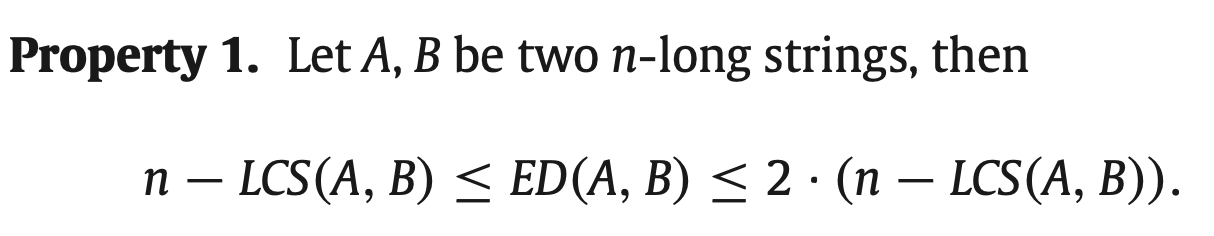 Property 1. Let A, B be two n-long strings, then
n − LCS(A, B) ≤ ED(A, B) ≤ 2 · (n − LCS(A, B)).